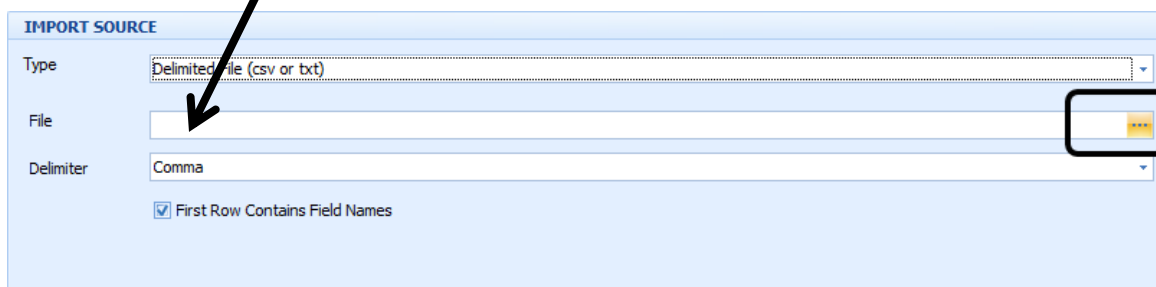 IMPORT SOURCE
Type
Delimited File (csv or txt)
File
...
Delimiter
Comma
First Row Contains Field Names